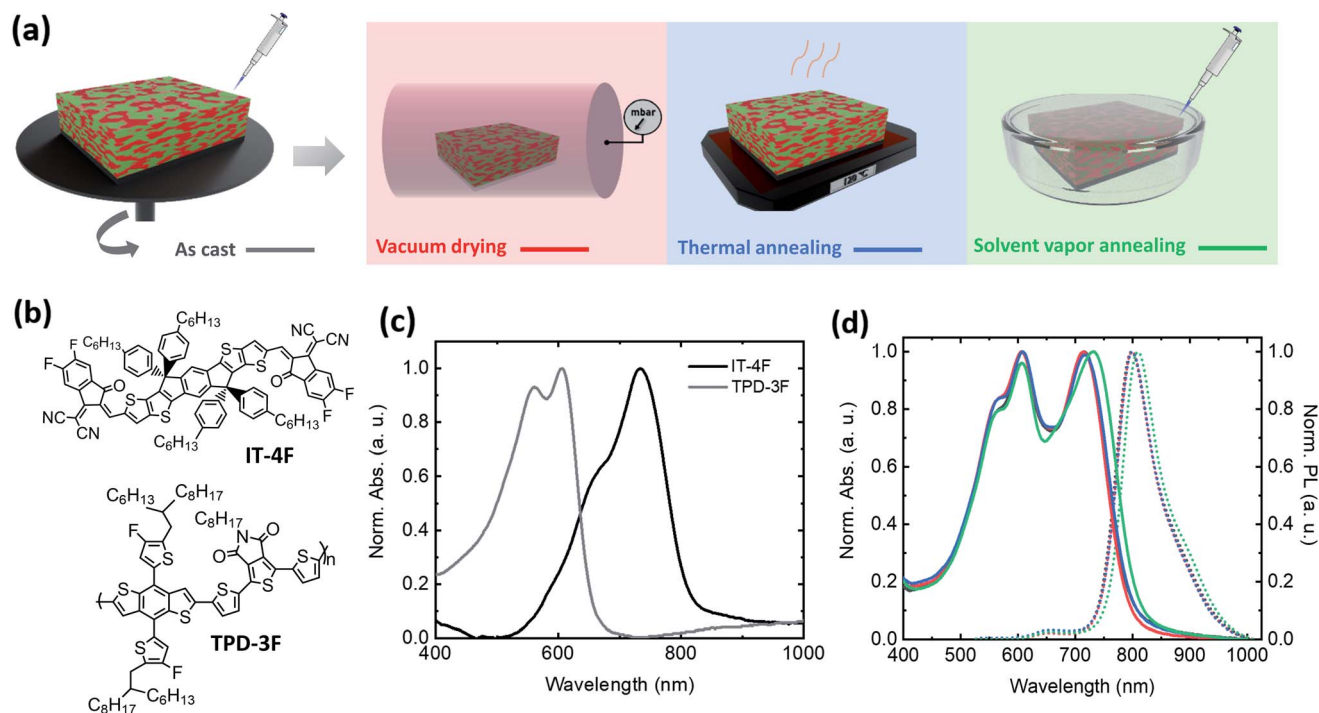 (a)
mbar
120 °C
As cast
Vacuum drying
Thermal annealing
Solvent vapor annealing
(b)
C6H13
C6H13
NC
CN
F
F
S
S
O
O
S
S
F
F
NC
CN
C6H13
C6H13
IT-4F
C6H13
C8H17
F
S
C8H17
N
O
O
S
S
S
S
S
n
S
F
C8H17
C6H13
TPD-3F
(c)
IT-4F
TPD-3F
Norm. Abs. (a. u.)
1.0
0.8
0.6
0.4
0.2
0.0
400
600
800
1000
Wavelength (nm)
(d)
Norm. Abs. (a. u.)
1.0
0.8
0.6
0.4
0.2
0.0
1.0
0.8
0.6
0.4
0.2
0.0
Norm. PL (a. u.)
400
500
600
700
800
900
1000
Wavelength (nm)